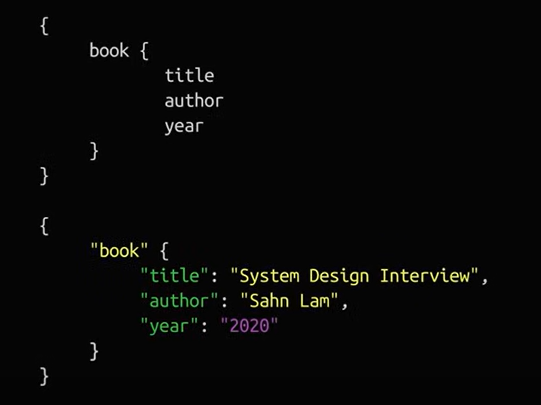 {
book {
title
author
year
}
}
{
"book" {
"title": "System Design Interview",
"author": "Sahn Lam",
"year": "2020"
}
}